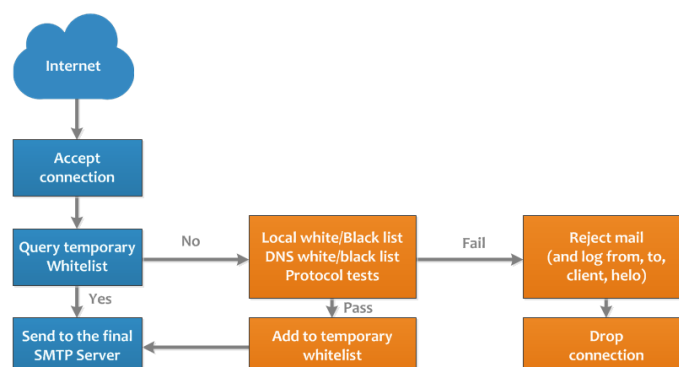 Internet
Accept
connection
Query temporary
Whitelist
No
Local white/Black list
DNS white/black list
Protocol tests
Fail
Reject mail
(and log from, to,
client, helo)
Yes
Pass
Send to the final
SMTP Server
Add to temporary
whitelist
Drop
connection